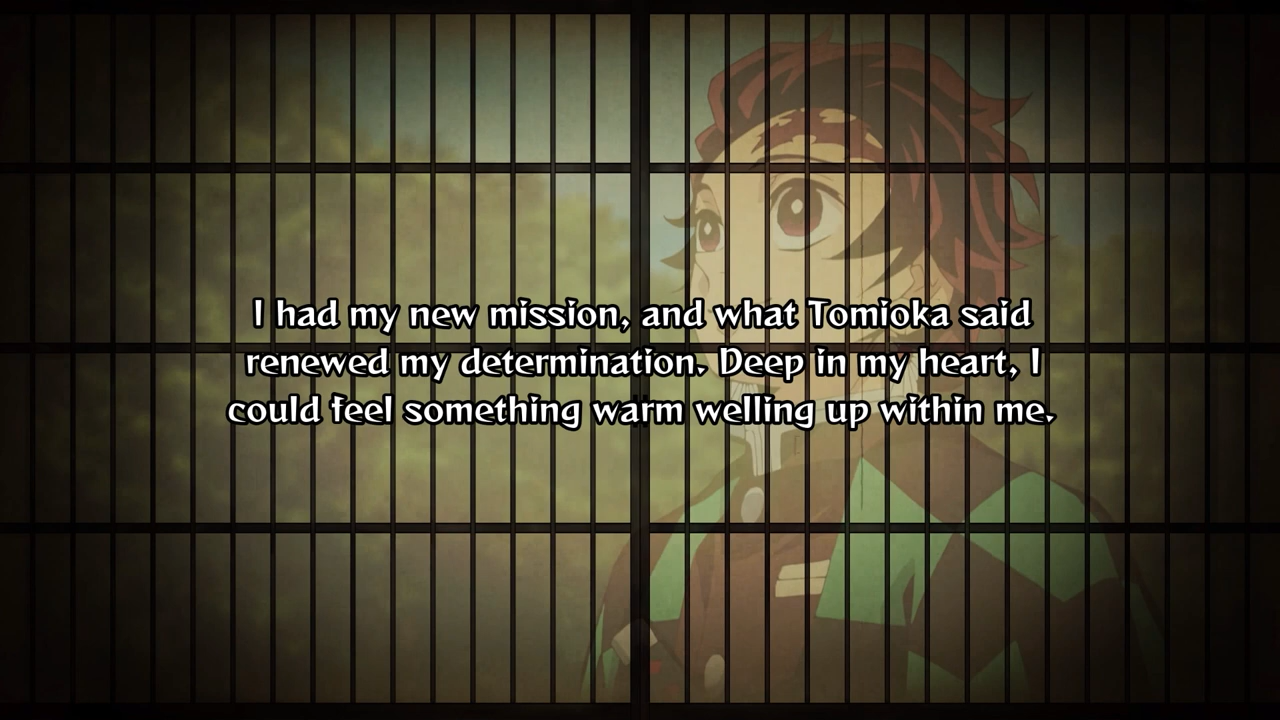 I had my new mission, and what Tomioka said
renewed my determination. Deep in my heart, I
could feel something warm welling up within me.